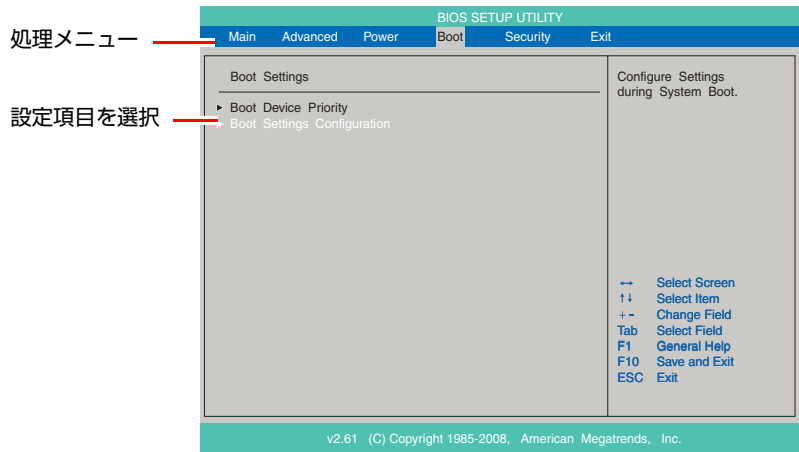 BIOS SETUP UTILITY
処理メニュー
Main Advanced Power Boot Security Exit
Boot Settings
Configure Settings
during System Boot.
Boot Device Priority
設定項目を選択
Boot Settings Configuration
↔ Select Screen
↑↓ Select Item
+ - Change Field
Tab Select Field
F1 General Help
F10 Save and Exit
ESC Exit
v2.61 (C) Copyright 1985-2008, American Megatrends, Inc.